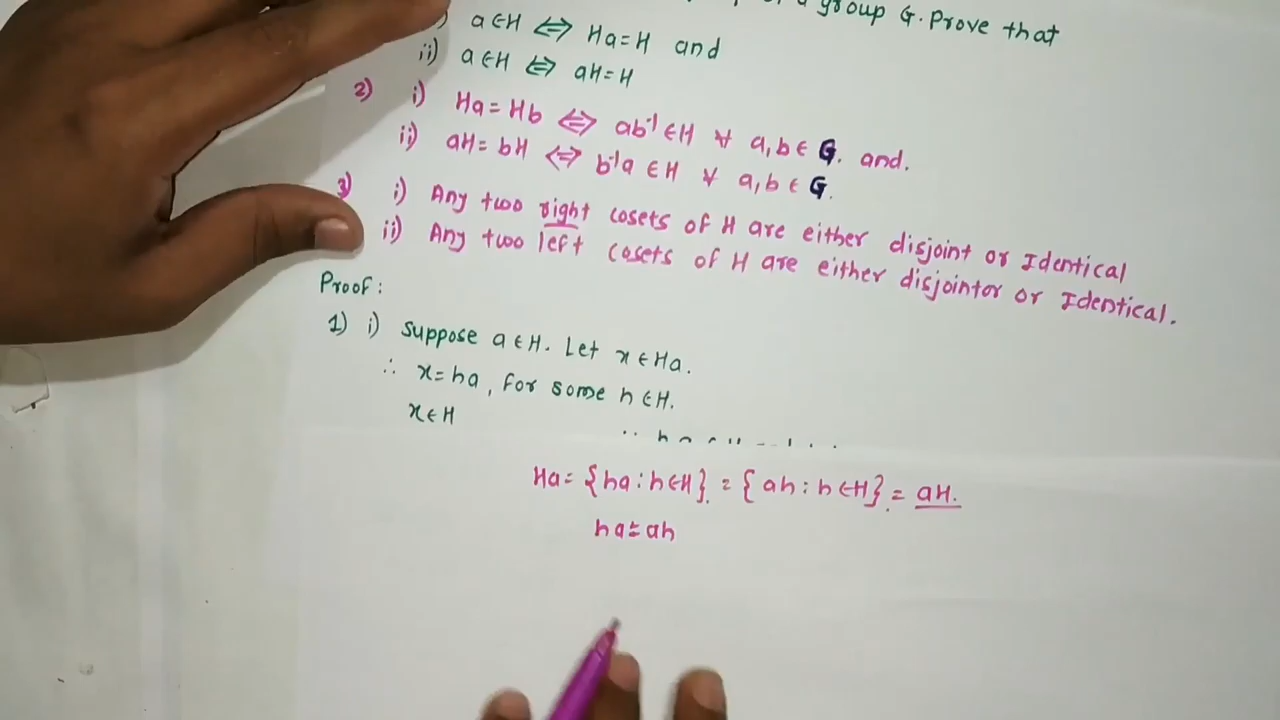 group G. Prove that
a∈H ⇔ Ha=H and
ii) a∈H ⇔ aH=H
2) i) Ha=Hb ⇔ ab⁻¹∈H ∀ a,b∈G. and.
ii) aH=bH ⇔ b⁻¹a∈H ∀ a,b∈G.
3) i) Any two right cosets of H are either disjoint or Identical
ii) Any two left cosets of H are either disjointor or Identical.
Proof:
1) i) Suppose a∈H. Let x∈Ha.
∴ x=ha, for some h∈H.
x∈H
Ha={ha:h∈H}={ah:h∈H}=aH.
ha=ah